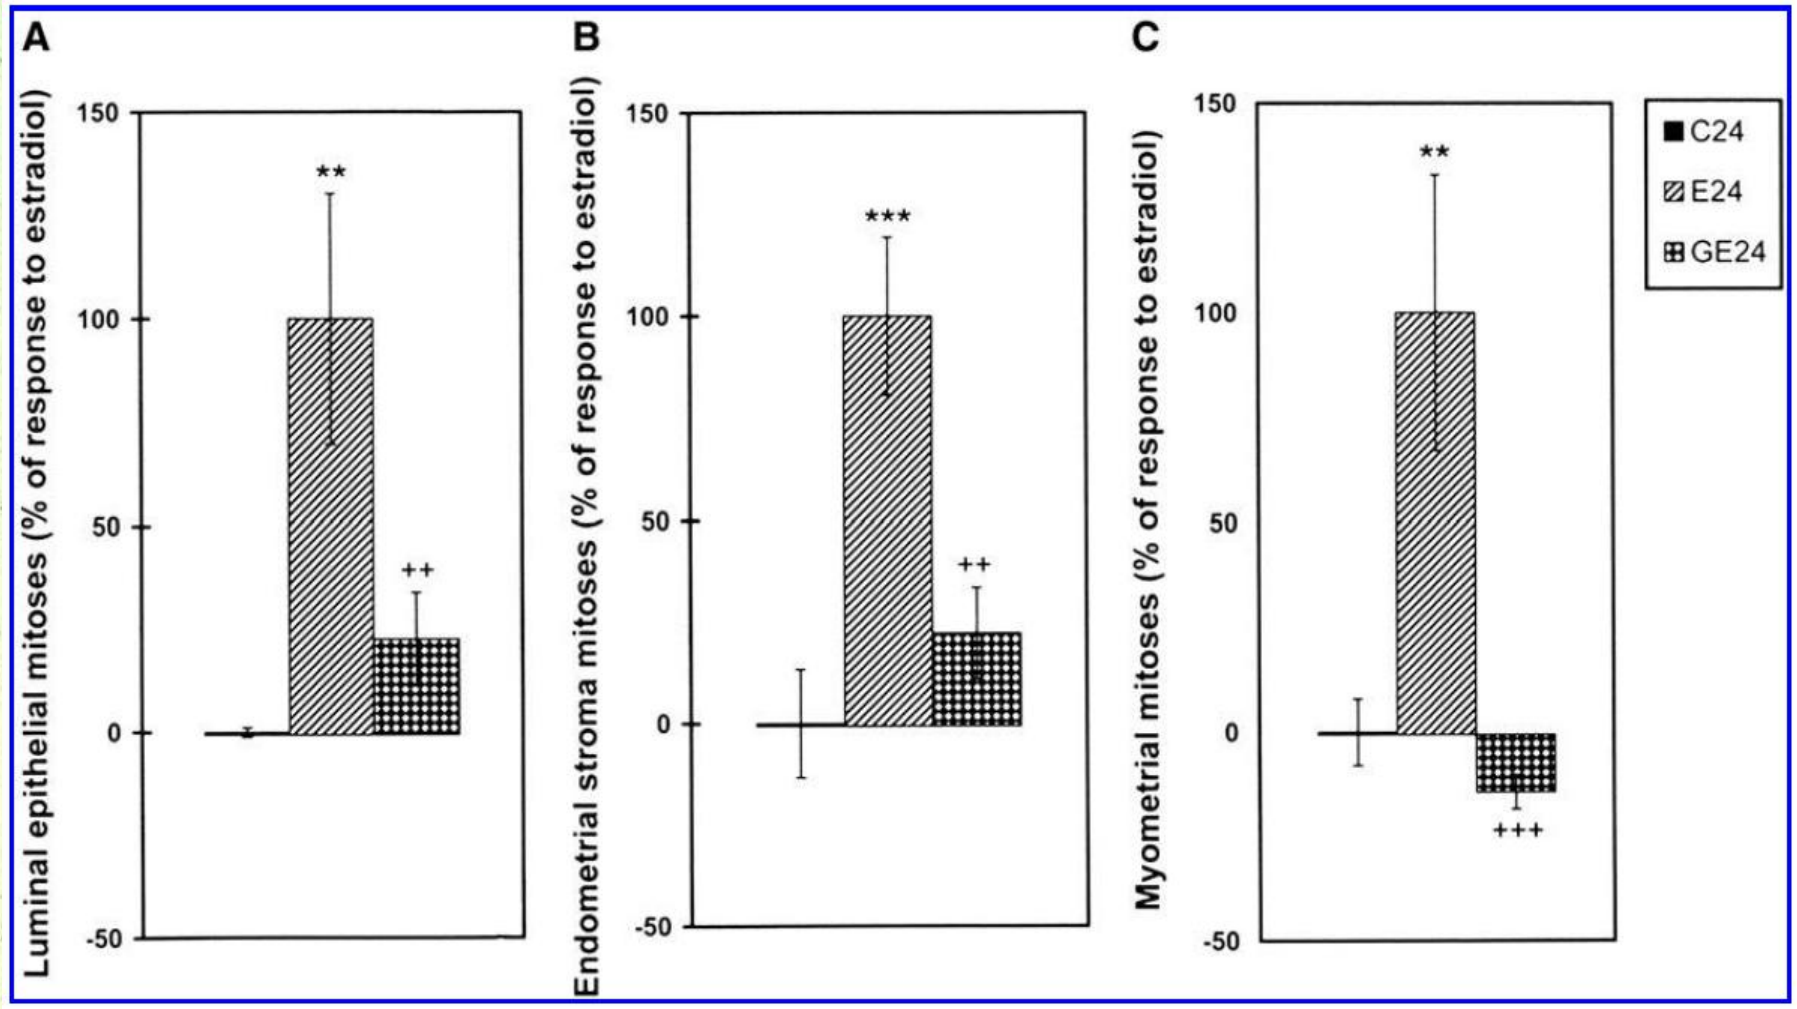 A
Luminal epithelial mitoses (% of response to estradiol)
150
100
50
0
-50
**
++
B
Endometrial stroma mitoses (% of response to estradiol)
150
100
50
0
-50
***
++
C
Myometrial mitoses (% of response to estradiol)
150
100
50
0
-50
**
+++
C24
E24
GE24